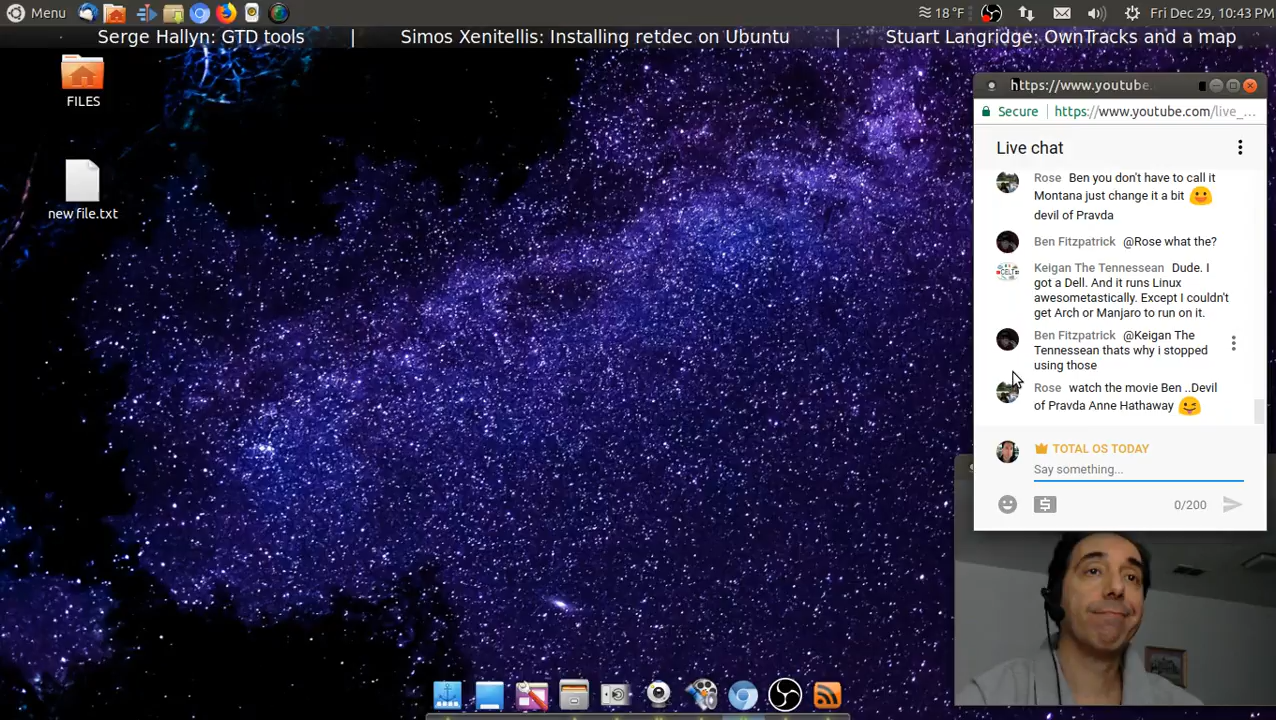 Menu
18 °F
Fri Dec 29, 10:43 PM
Serge Hallyn: GTD tools | Simos Xenitellis: Installing retdec on Ubuntu | Stuart Langridge: OwnTracks and a map
FILES
new file.txt
https://www.youtube.
Secure | https://www.youtube.com/live_...
Live chat
Rose Ben you don't have to call it
Montana just change it a bit
devil of Pravda
Ben Fitzpatrick @Rose what the?
Keigan The Tennessean Dude. I
got a Dell. And it runs Linux
awesometastically. Except I couldn't
get Arch or Manjaro to run on it.
Ben Fitzpatrick @Keigan The
Tennessean thats why i stopped
using those
Rose watch the movie Ben ..Devil
of Pravda Anne Hathaway
TOTAL OS TODAY
Say something...
0/200